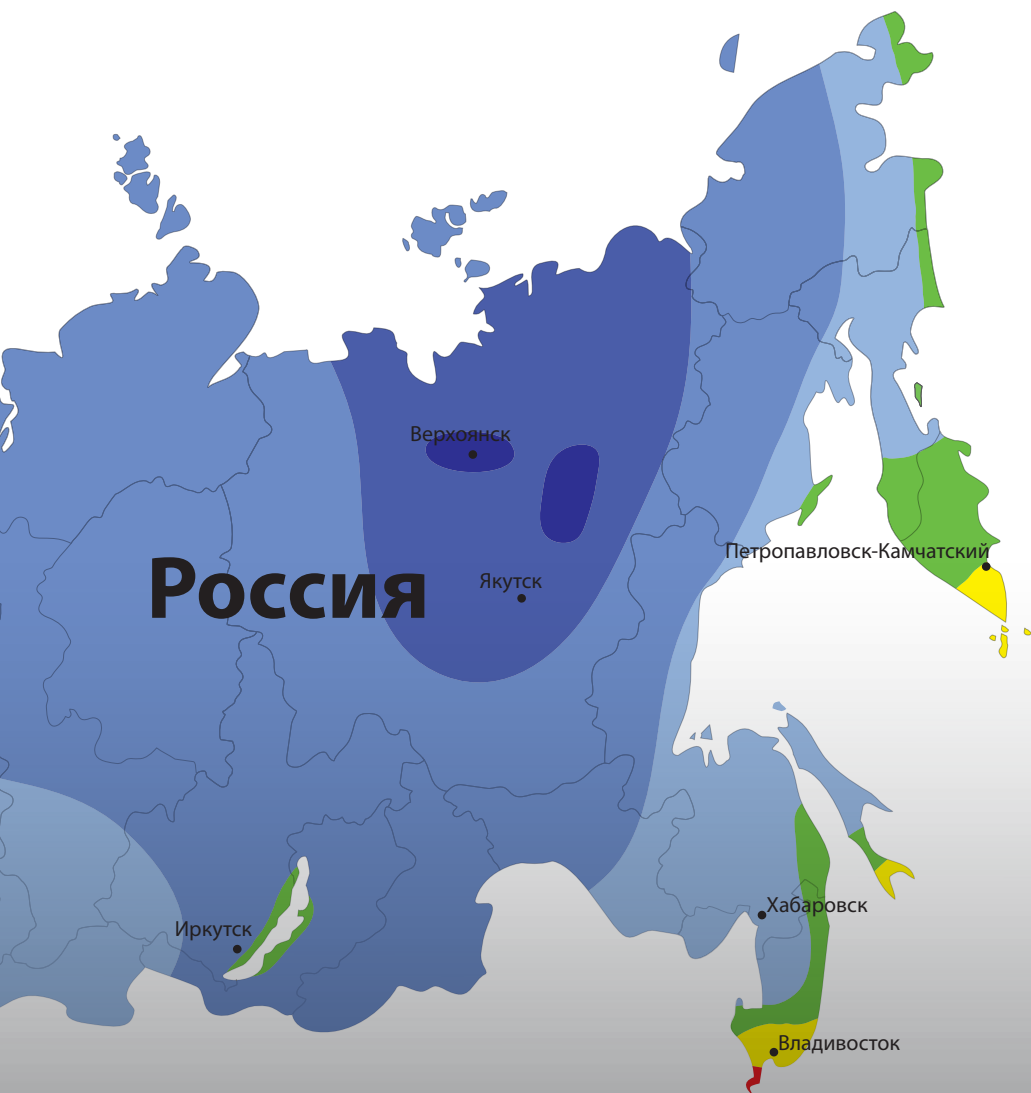 Верхоянск
Петропавловск-Камчатский
Россия
Якутск
Хабаровск
Иркутск
Владивосток